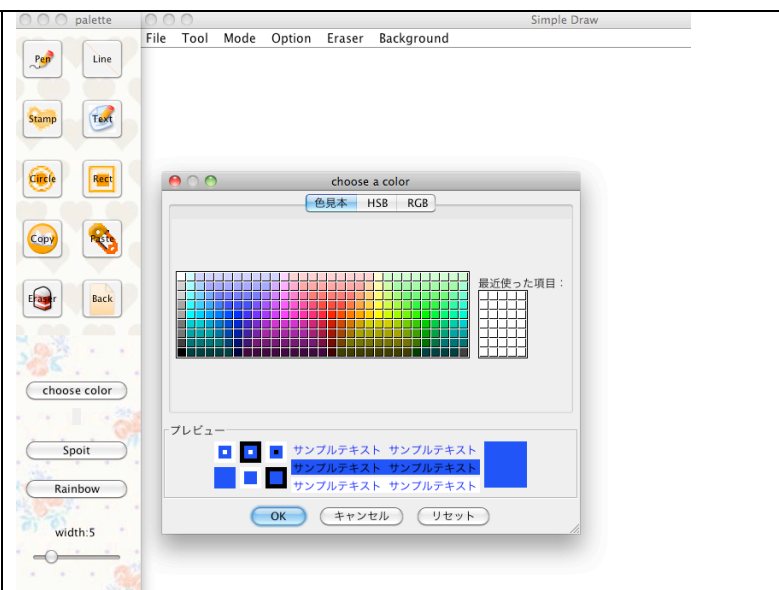 palette
Simple Draw
File Tool Mode Option Eraser Background
Pen Line
Stamp Text
Circle Rect
Copy Paste
Eraser Back
choose color
Spoit
Rainbow
width:5
choose a color
色見本 HSB RGB
最近使った項目：
プレビュー
サンプルテキスト サンプルテキスト
サンプルテキスト サンプルテキスト
サンプルテキスト サンプルテキスト
OK キャンセル リセット